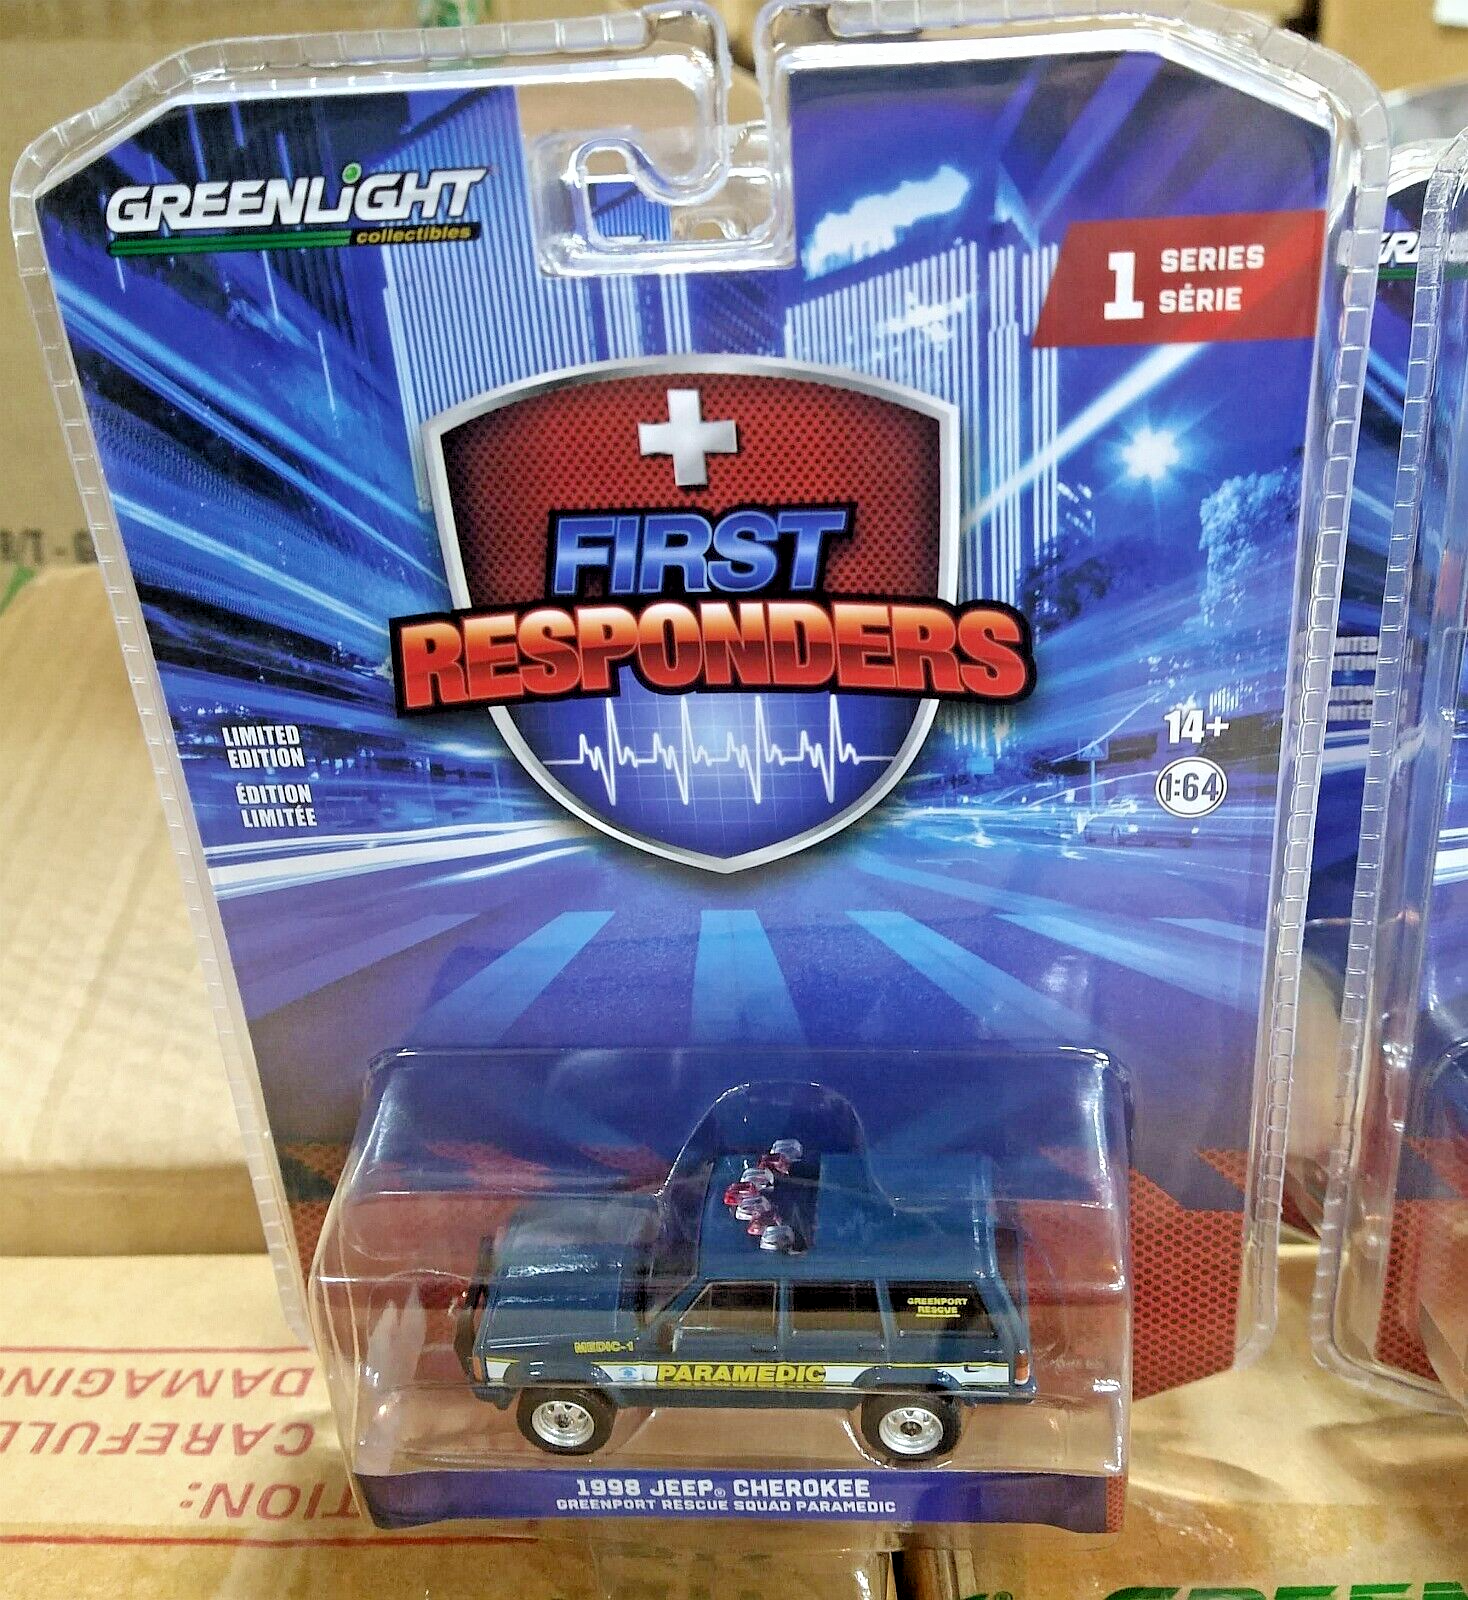 GREENLiGHT
collectibles
1
SERIES
SÉRIE
FIRST
RESPONDERS
LIMITED
EDITION
ÉDITION
LIMITÉE
14+
1:64
GREENPORT
RESCUE
MEDIC-1
PARAMEDIC
1998 JEEP® CHEROKEE
GREENPORT RESCUE SQUAD PARAMEDIC
DAMAGING
CAREFULL
TION: